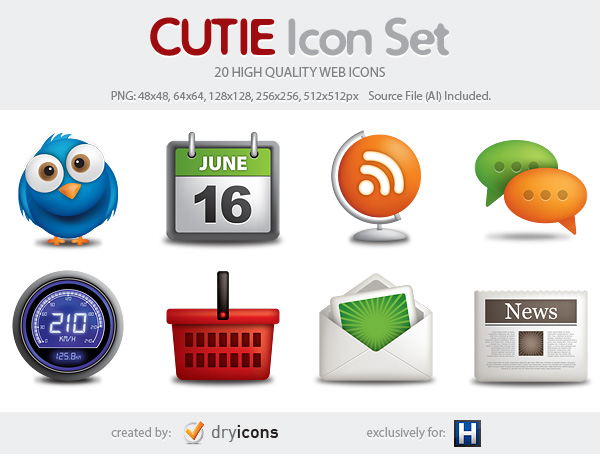 CUTIE Icon Set
20 HIGH QUALITY WEB ICONS
PNG: 48x48, 64x64, 128x128, 256x256, 512x512px Source File (AI) Included.
JUNE
16
210
KM/H
125.8km
News
created by: dryicons exclusively for: H